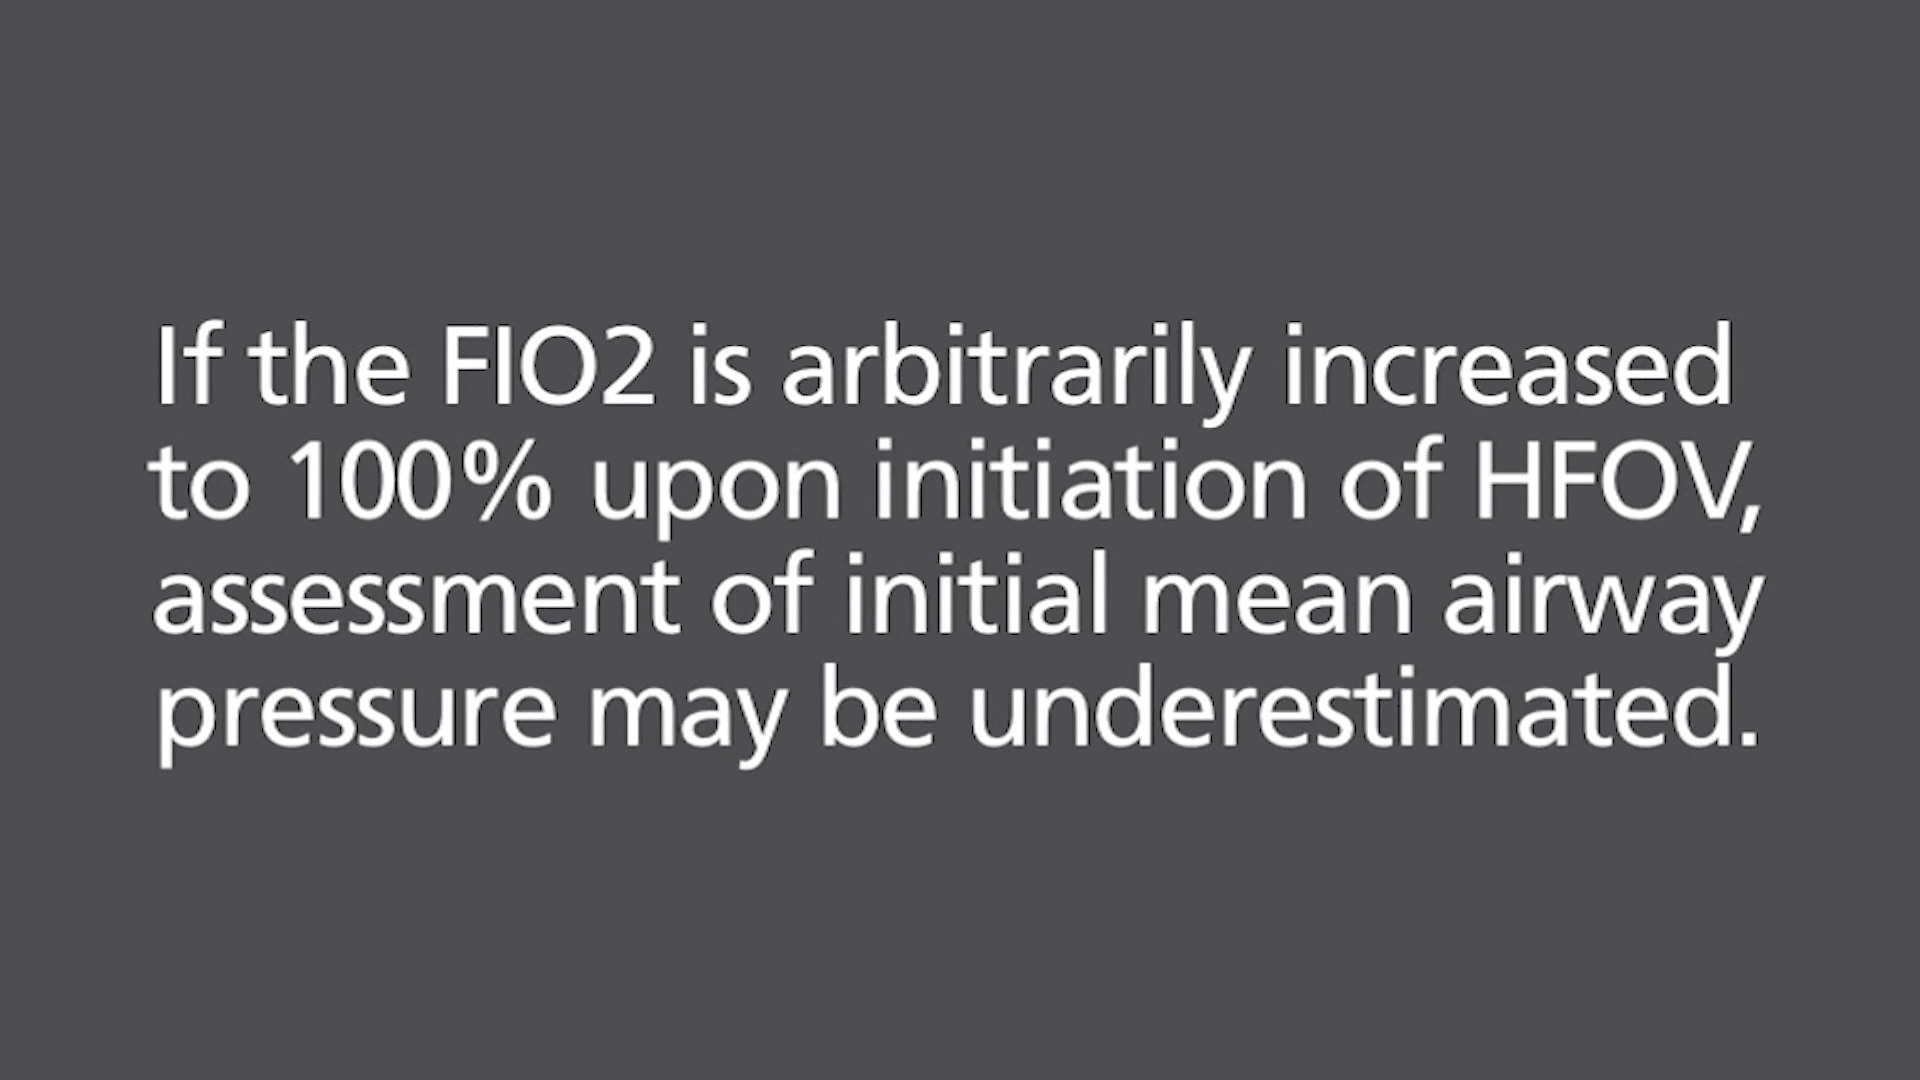 If the FIO2 is arbitrarily increased
to 100% upon initiation of HFOV,
assessment of initial mean airway
pressure may be underestimated.